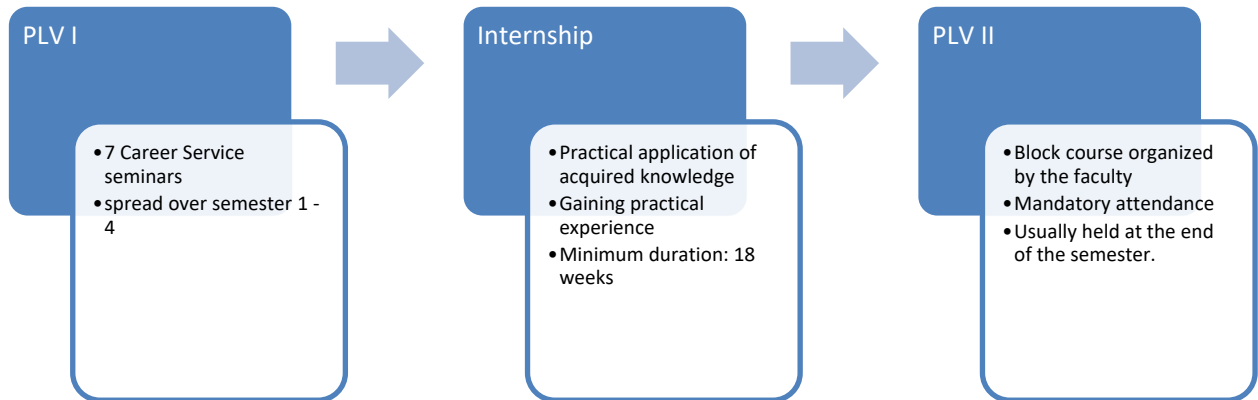 PLV I
•7 Career Service
seminars
•spread over semester 1 -
4
Internship
•Practical application of
acquired knowledge
•Gaining practical
experience
•Minimum duration: 18
weeks
PLV II
•Block course organized
by the faculty
•Mandatory attendance
•Usually held at the end
of the semester.